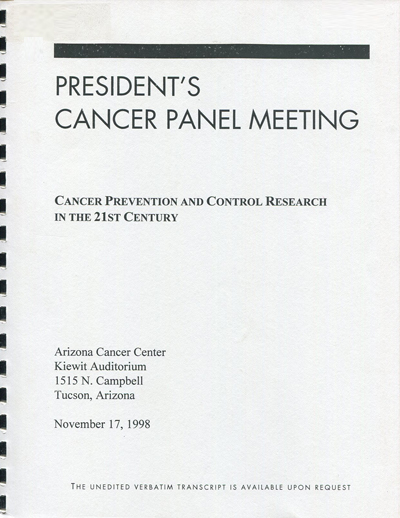 PRESIDENT'S
CANCER PANEL MEETING
CANCER PREVENTION AND CONTROL RESEARCH
IN THE 21ST CENTURY
Arizona Cancer Center
Kiewit Auditorium
1515 N. Campbell
Tucson, Arizona
November 17, 1998
THE UNEDITED VERBATIM TRANSCRIPT IS AVAILABLE UPON REQUEST